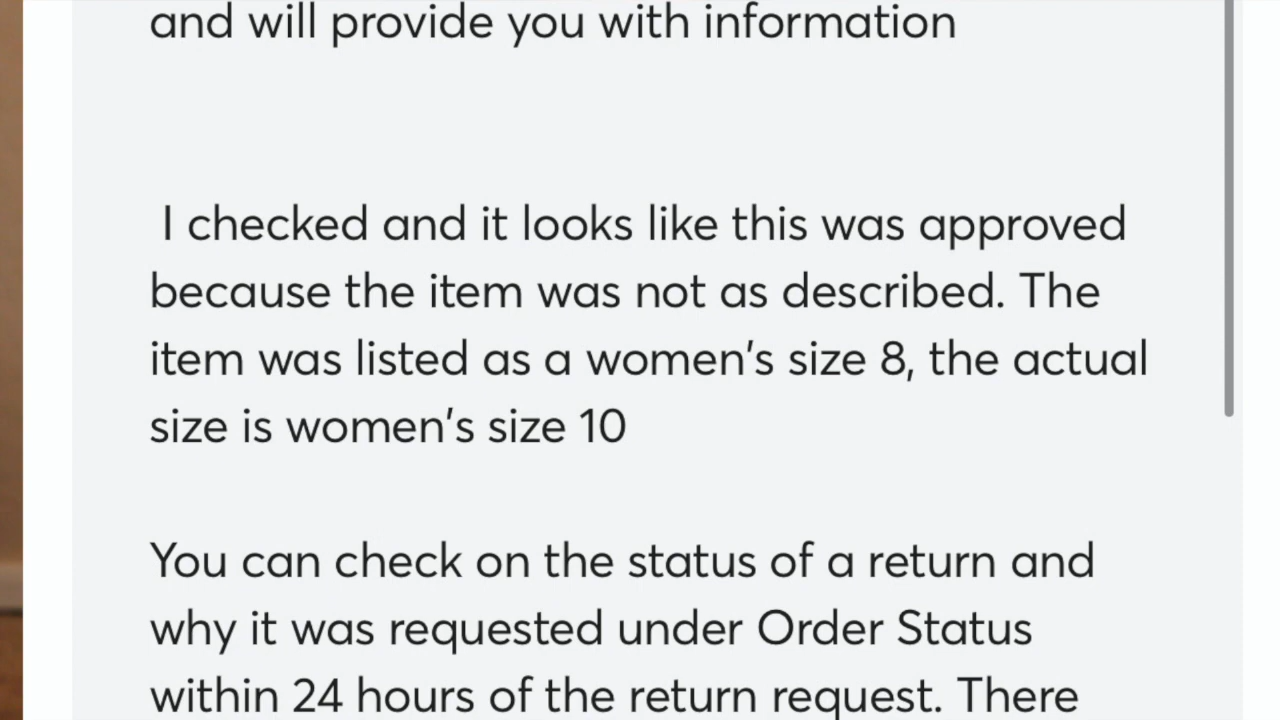 and will provide you with information
I checked and it looks like this was approved
because the item was not as described. The
item was listed as a women's size 8, the actual
size is women's size 10
You can check on the status of a return and
why it was requested under Order Status
within 24 hours of the return request. There